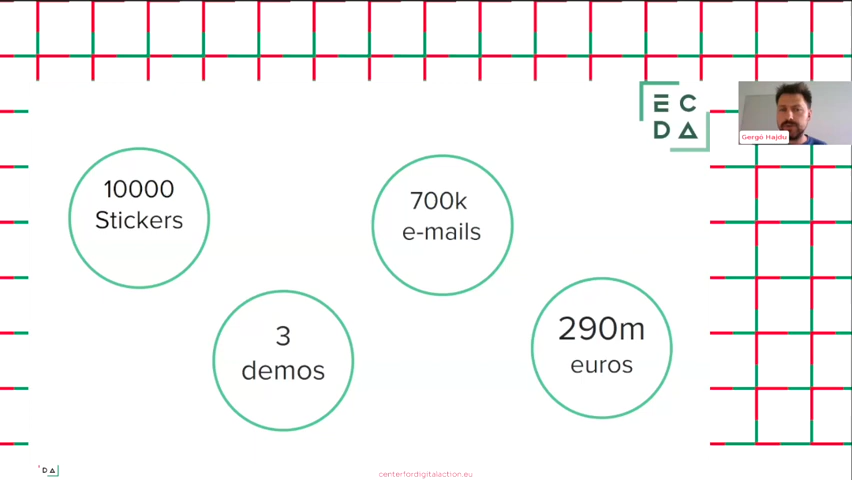 E C
D A
Gergő Hajdu
10000
Stickers
700k
e-mails
3
demos
290m
euros
D A
centerfordigitalaction.eu